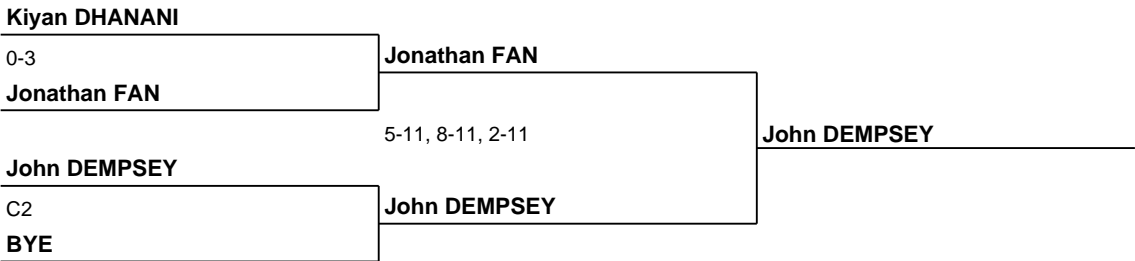 Kiyan DHANANI
0-3
Jonathan FAN
Jonathan FAN
5-11, 8-11, 2-11
John DEMPSEY
John DEMPSEY
C2
John DEMPSEY
BYE